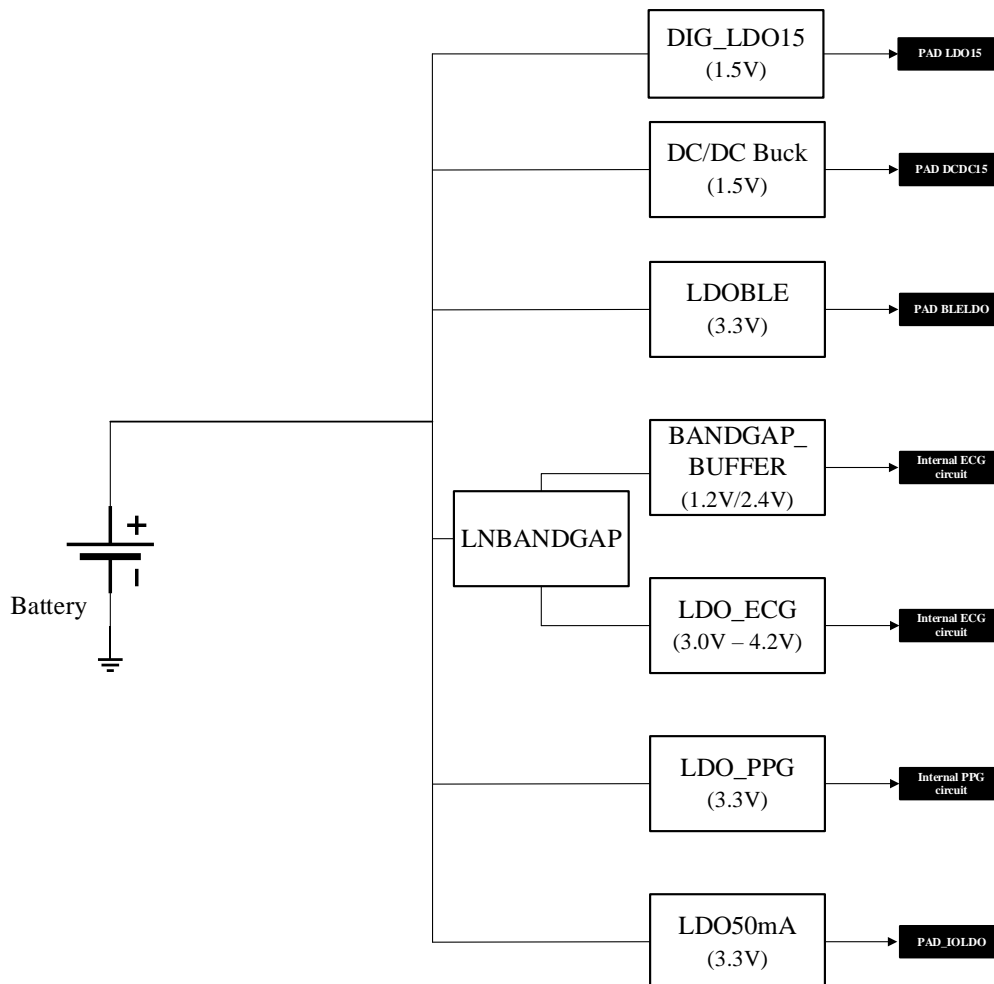 DIG_LDO15
(1.5V)
PAD LDO15
DC/DC Buck
(1.5V)
PAD DCDC15
LDOBLE
(3.3V)
PAD BLELDO
BANDGAP_
BUFFER
(1.2V/2.4V)
Internal ECG
circuit
LNBANDGAP
+
Battery
LDO_ECG
(3.0V – 4.2V)
Internal ECG
circuit
LDO_PPG
(3.3V)
Internal PPG
circuit
LDO50mA
(3.3V)
PAD_IOLDO